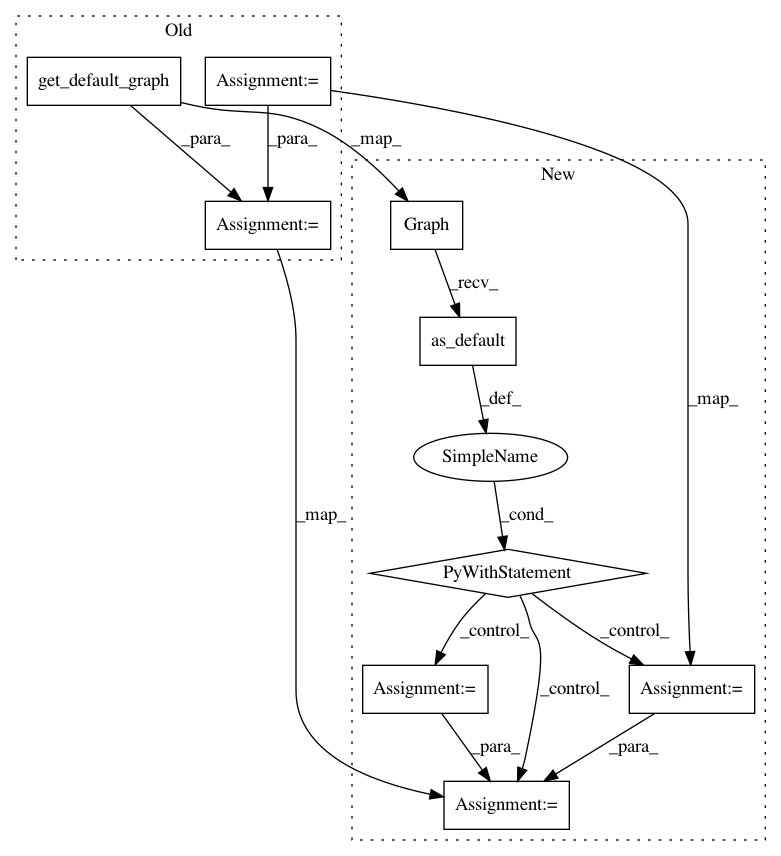 Old
get_default_graph
Assignment:=
_para_
_para_
_map_
New
Assignment:=
Graph
_recv_
as_default
_def_
_map_
SimpleName
_map_
_cond_
PyWithStatement
_control_
_control_
_control_
Assignment:=
Assignment:=
_para_
_para_
Assignment:=